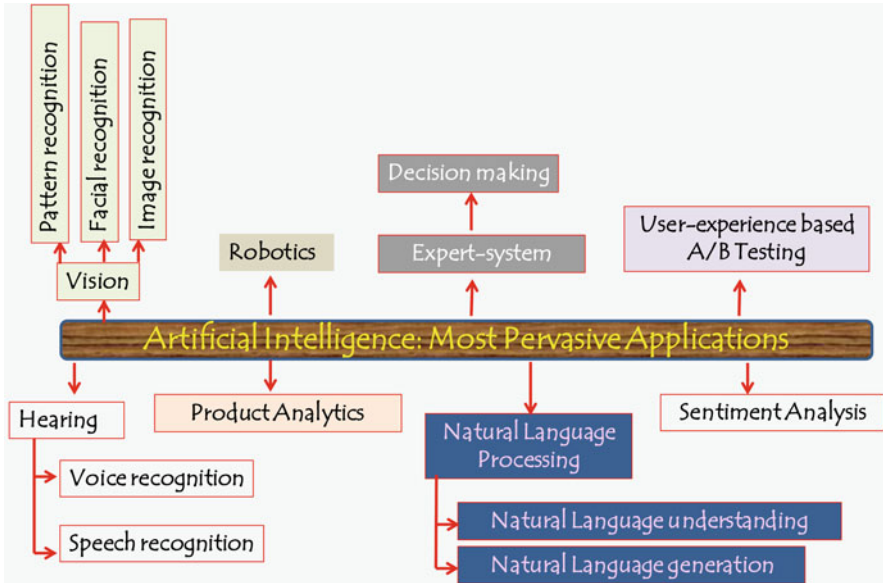 Pattern recognition
Facial recognition
Image recognition
Vision
Robotics
Decision making
Expert-system
User-experience based
A/B Testing
Artificial Intelligence: Most Pervasive Applications
Hearing
Voice recognition
Speech recognition
Product Analytics
Natural Language
Processing
Natural Language understanding
Natural Language generation
Sentiment Analysis